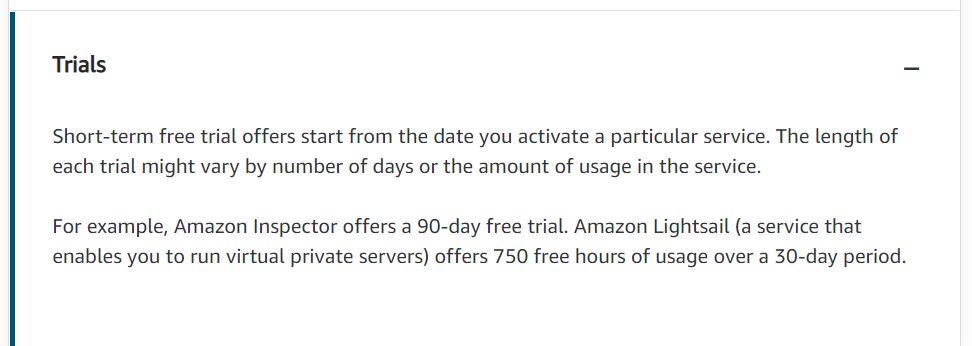 Trials
Short-term free trial offers start from the date you activate a particular service. The length of
each trial might vary by number of days or the amount of usage in the service.
For example, Amazon Inspector offers a 90-day free trial. Amazon Lightsail (a service that
enables you to run virtual private servers) offers 750 free hours of usage over a 30-day period.